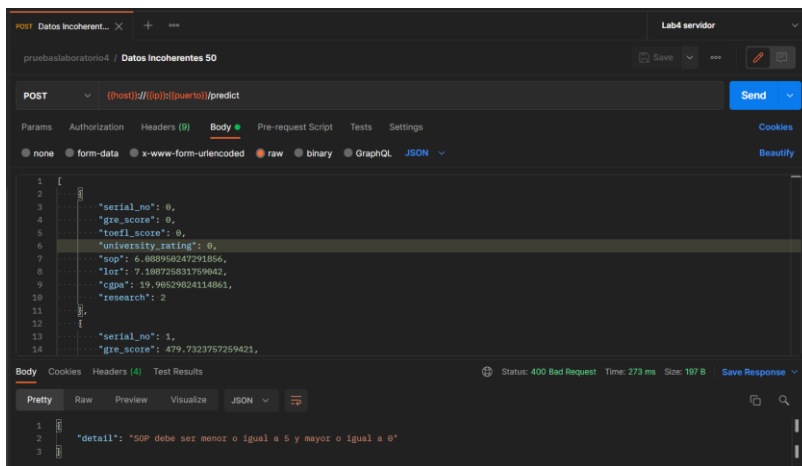 POST Datos Incoherent... + ooo Lab4 servidor
pruebaslaboratorio4 / Datos Incoherentes 50 Save ooo
POST {{host}}://{{ip}}:{{puerto}}/predict Send
Params Authorization Headers (9) Body Pre-request Script Tests Settings Cookies
none form-data x-www-form-urlencoded raw binary GraphQL JSON Beautify
1 [
2 {
3 "serial_no": 0,
4 "gre_score": 0,
5 "toefl_score": 0,
6 "university_rating": 0,
7 "sop": 6.088950247291856,
8 "lor": 7.108725831759042,
9 "cgpa": 19.90529824114861,
10 "research": 2
11 },
12 {
13 "serial_no": 1,
14 "gre_score": 479.7323757259421,
Body Cookies Headers (4) Test Results Status: 400 Bad Request Time: 273 ms Size: 197 B Save Response
Pretty Raw Preview Visualize JSON
1 {
2 "detail": "SOP debe ser menor o igual a 5 y mayor o igual a 0"
3 }